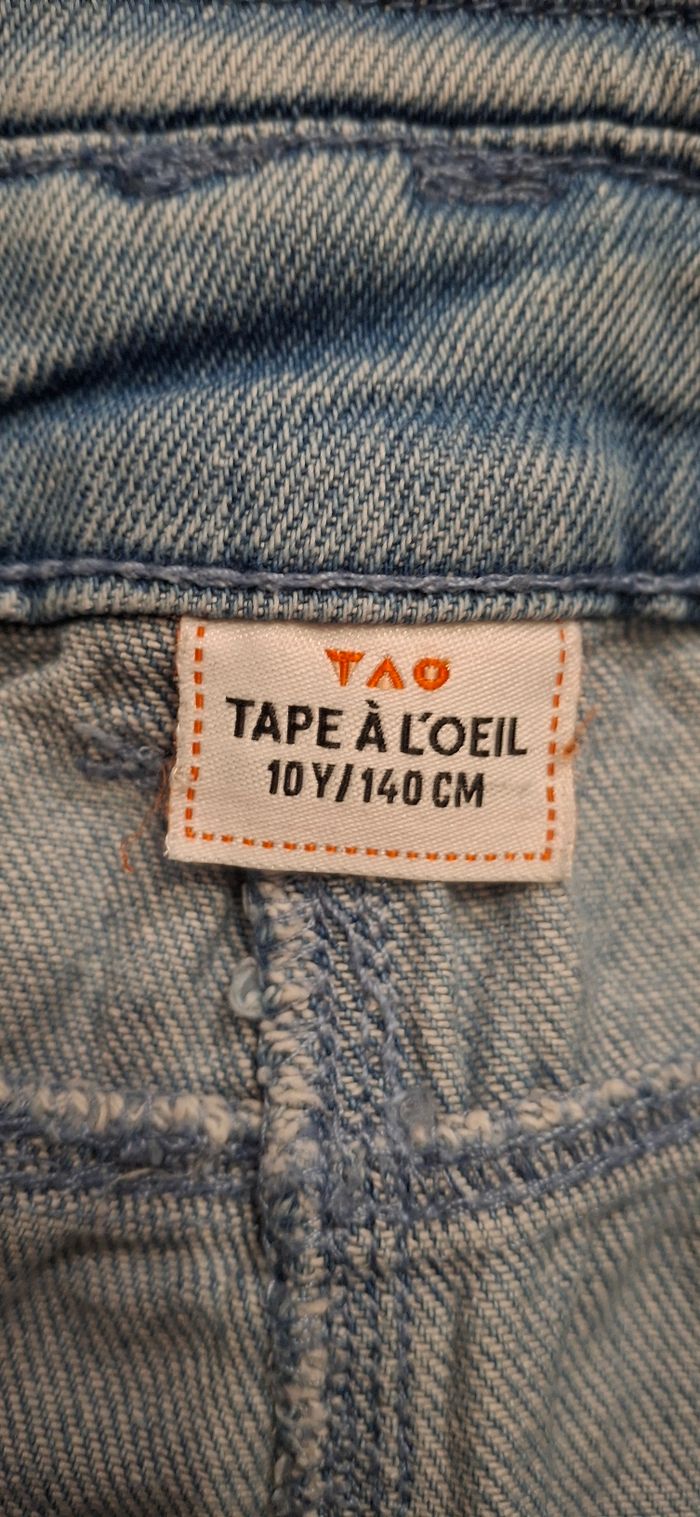 TAO
TAPE À L'OEIL
10 Y/140 CM